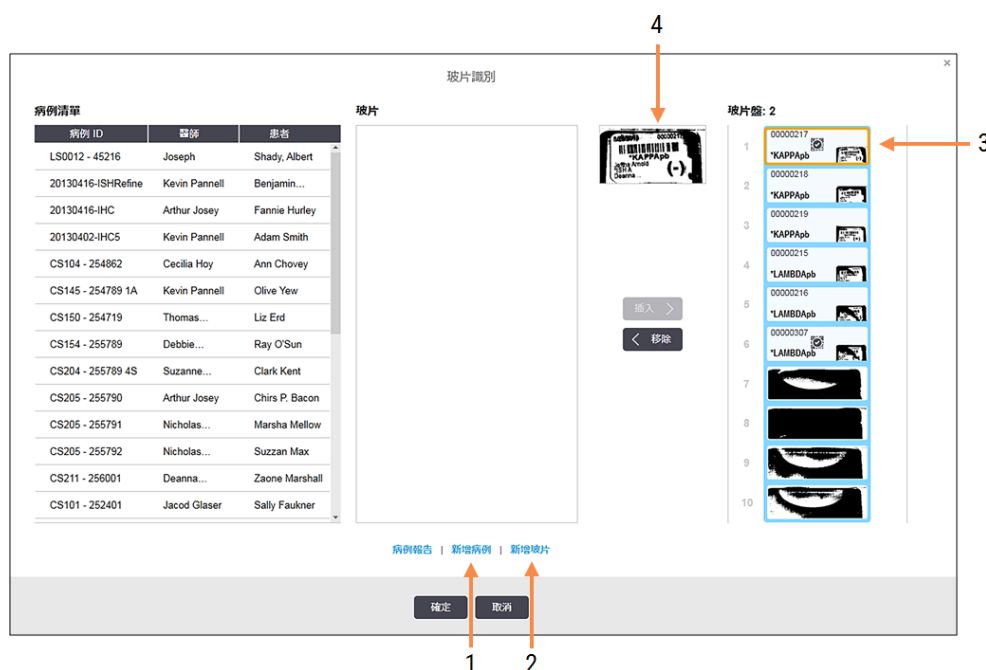 4
玻片識別
×
病例清單
玻片
玻片盤: 2
病例 ID 醫師 患者
LS0012 - 45216 Joseph Shady, Albert
20130416-ISHRefine Kevin Pannell Benjamin...
20130416-IHC Arthur Josey Fannie Hurley
20130402-IHC5 Kevin Pannell Adam Smith
CS104 - 254862 Cecilia Hoy Ann Chovey
CS145 - 254789 1A Kevin Pannell Olive Yew
CS150 - 254719 Thomas... Liz Erd
CS154 - 255789 Debbie... Ray O'Sun
CS204 - 255789 4S Suzanne... Clark Kent
CS205 - 255790 Arthur Josey Chirs P. Bacon
CS205 - 255791 Nicholas... Marsha Mellow
CS205 - 255792 Nicholas... Suzzan Max
CS211 - 256001 Deanna... Zaone Marshall
CS101 - 252401 Jacod Glaser Sally Faukner
*KAPPApb
Arnold
Deanna...
(-)
插入 >
< 移除
1 00000217
*KAPPApb
2 00000218
*KAPPApb
3 00000219
*KAPPApb
4 00000215
*LAMBDApb
5 00000216
*LAMBDApb
6 00000307
*LAMBDApb
7
8
9
10
3
病例報告 | 新增病例 | 新增玻片
確定 取消
1 2